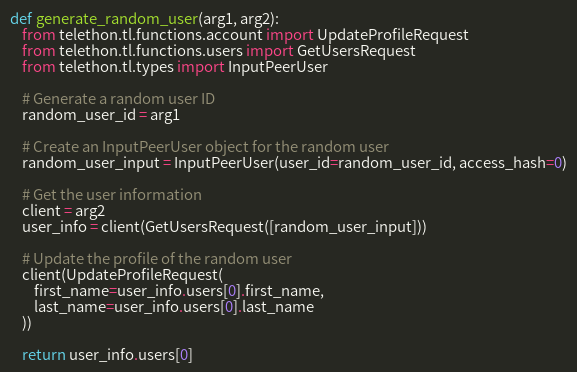 def generate_random_user(arg1, arg2):
    from telethon.tl.functions.account import UpdateProfileRequest
    from telethon.tl.functions.users import GetUsersRequest
    from telethon.tl.types import InputPeerUser

    # Generate a random user ID
    random_user_id = arg1

    # Create an InputPeerUser object for the random user
    random_user_input = InputPeerUser(user_id=random_user_id, access_hash=0)

    # Get the user information
    client = arg2
    user_info = client(GetUsersRequest([random_user_input]))

    # Update the profile of the random user
    client(UpdateProfileRequest(
        first_name=user_info.users[0].first_name,
        last_name=user_info.users[0].last_name
    ))

    return user_info.users[0]